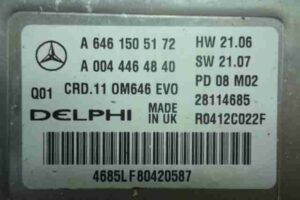 A 646 150 51 72 HW 21.06
A 004 446 48 40 SW 21.07
Q01 CRD.11 OM646 EVO PD 08 M02
28114685
DELPHI MADE IN UK R0412C022F
4685LF80420587